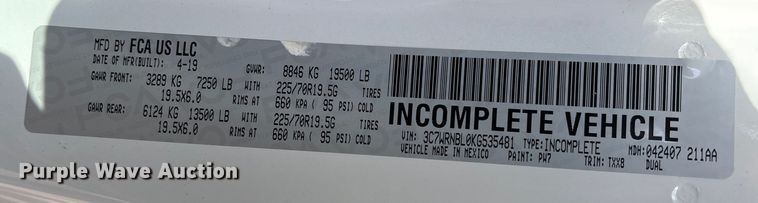 MFD BY FCA US LLC
DATE OF MFR(BUILT): 4-19 GVWR: 8846 KG 19500 LB
GAWR FRONT: 3289 KG 7250 LB WITH 225/70R19.5G TIRES
19.5X6.0 RIMS AT 660 KPA ( 95 PSI) COLD
GAWR REAR: 6124 KG 13500 LB WITH 225/70R19.5G TIRES
19.5X6.0 RIMS AT 660 KPA ( 95 PSI) COLD
INCOMPLETE VEHICLE
VIN: 3C7WRNBL0KG535481 TYPE:INCOMPLETE MDH: 042407 211AA
VEHICLE MADE IN MEXICO PAINT: PW7 TRIM: TXX8 DUAL
Purple Wave Auction